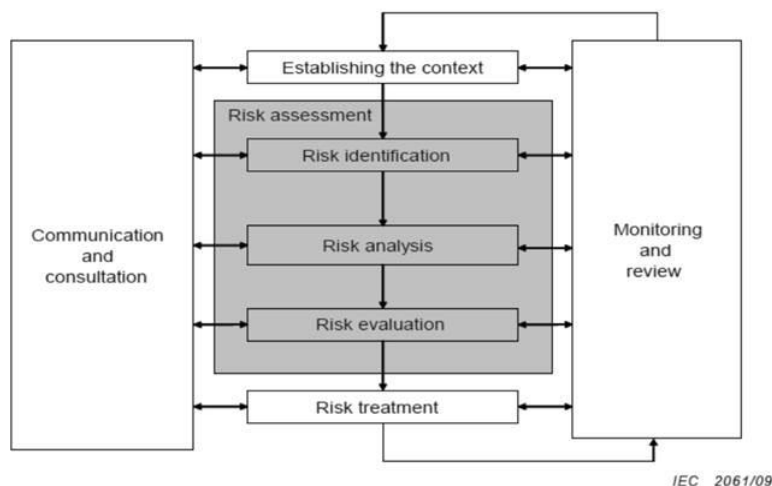 Establishing the context
Risk assessment
Risk identification
Communication
and
consultation
Risk analysis
Monitoring
and
review
Risk evaluation
Risk treatment
IEC 2061/09